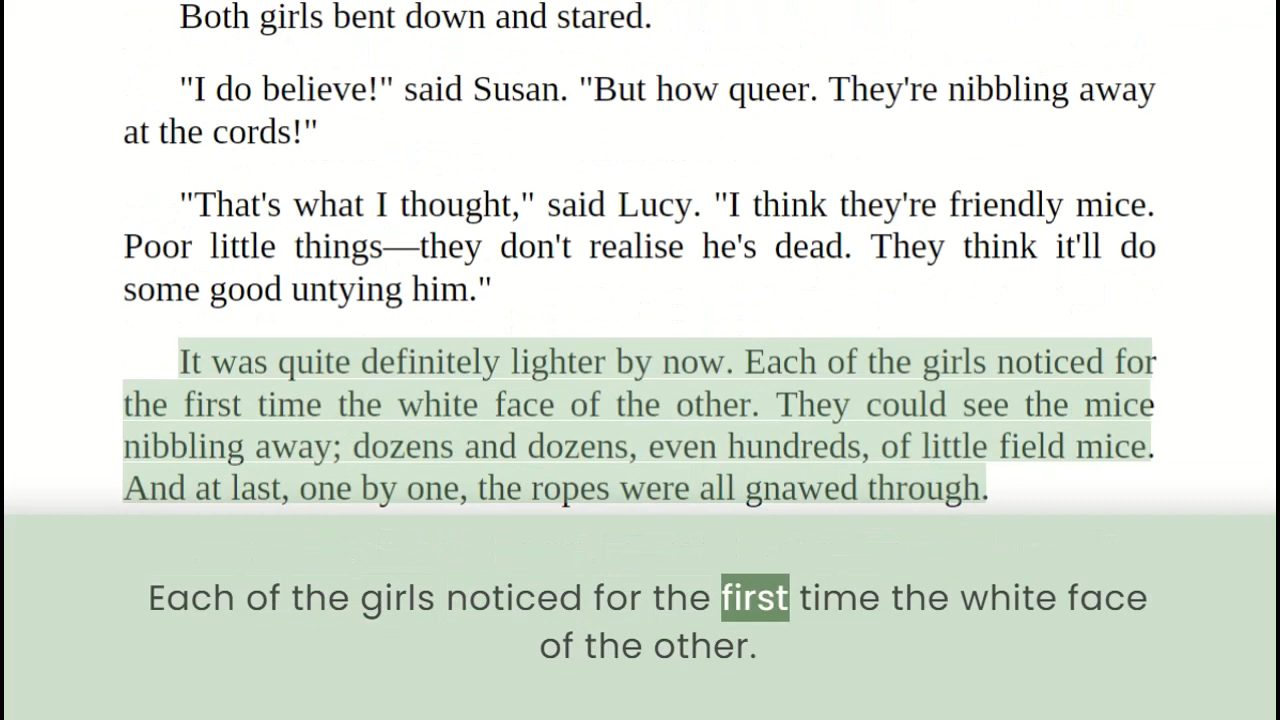 Both girls bent down and stared.
"I do believe!" said Susan. "But how queer. They're nibbling away
at the cords!"
"That's what I thought," said Lucy. "I think they're friendly mice.
Poor little things—they don't realise he's dead. They think it'll do
some good untying him."
It was quite definitely lighter by now. Each of the girls noticed for
the first time the white face of the other. They could see the mice
nibbling away; dozens and dozens, even hundreds, of little field mice.
And at last, one by one, the ropes were all gnawed through.
Each of the girls noticed for the first time the white face
of the other.